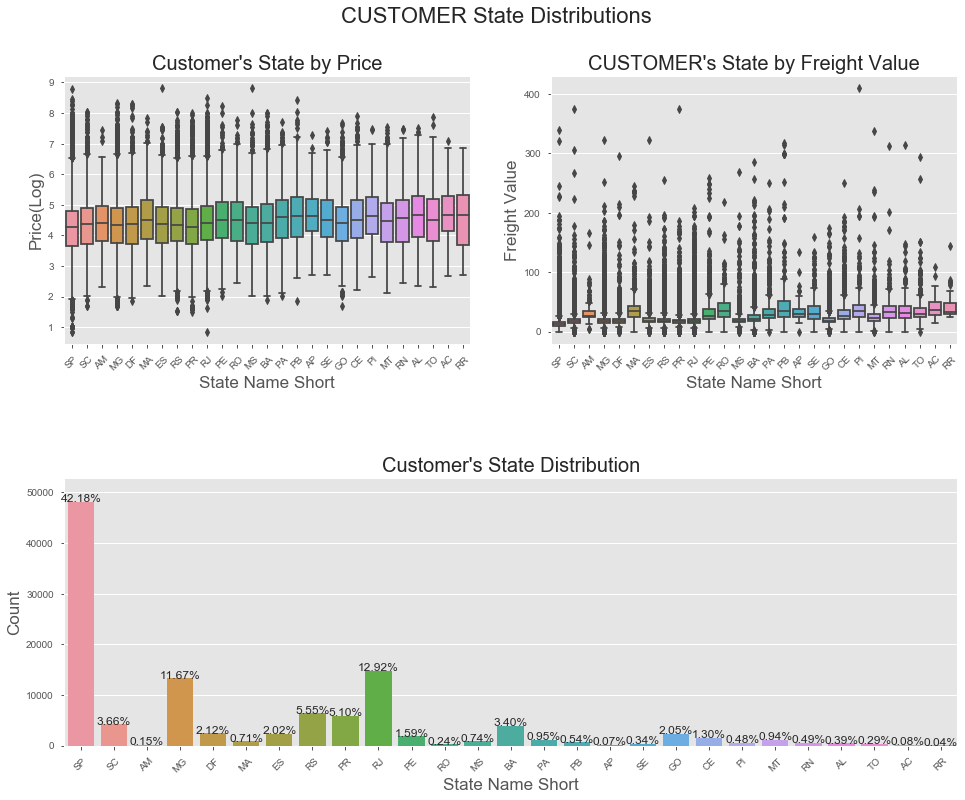 CUSTOMER State Distributions
Customer's State by Price
Price(Log)
9
8
7
6
5
4
3
2
1
SP SC AM MG DF MA ES RS PR RJ PE RO MS BA PA PB AP SE GO CE PI MT RN AL TO AC RR
State Name Short
CUSTOMER's State by Freight Value
Freight Value
400
300
200
100
0
SP SC AM MG DF MA ES RS PR RJ PE RO MS BA PA PB AP SE GO CE PI MT RN AL TO AC RR
State Name Short
Customer's State Distribution
Count
50000
40000
30000
20000
10000
0
42.18% 3.66% 0.15% 11.67% 2.12% 0.71% 2.02% 5.55% 5.10% 12.92% 1.59% 0.24% 0.74% 3.40% 0.95% 0.54% 0.07% 0.34% 2.05% 1.30% 0.48% 0.94% 0.49% 0.39% 0.29% 0.08% 0.04%
SP SC AM MG DF MA ES RS PR RJ PE RO MS BA PA PB AP SE GO CE PI MT RN AL TO AC RR
State Name Short